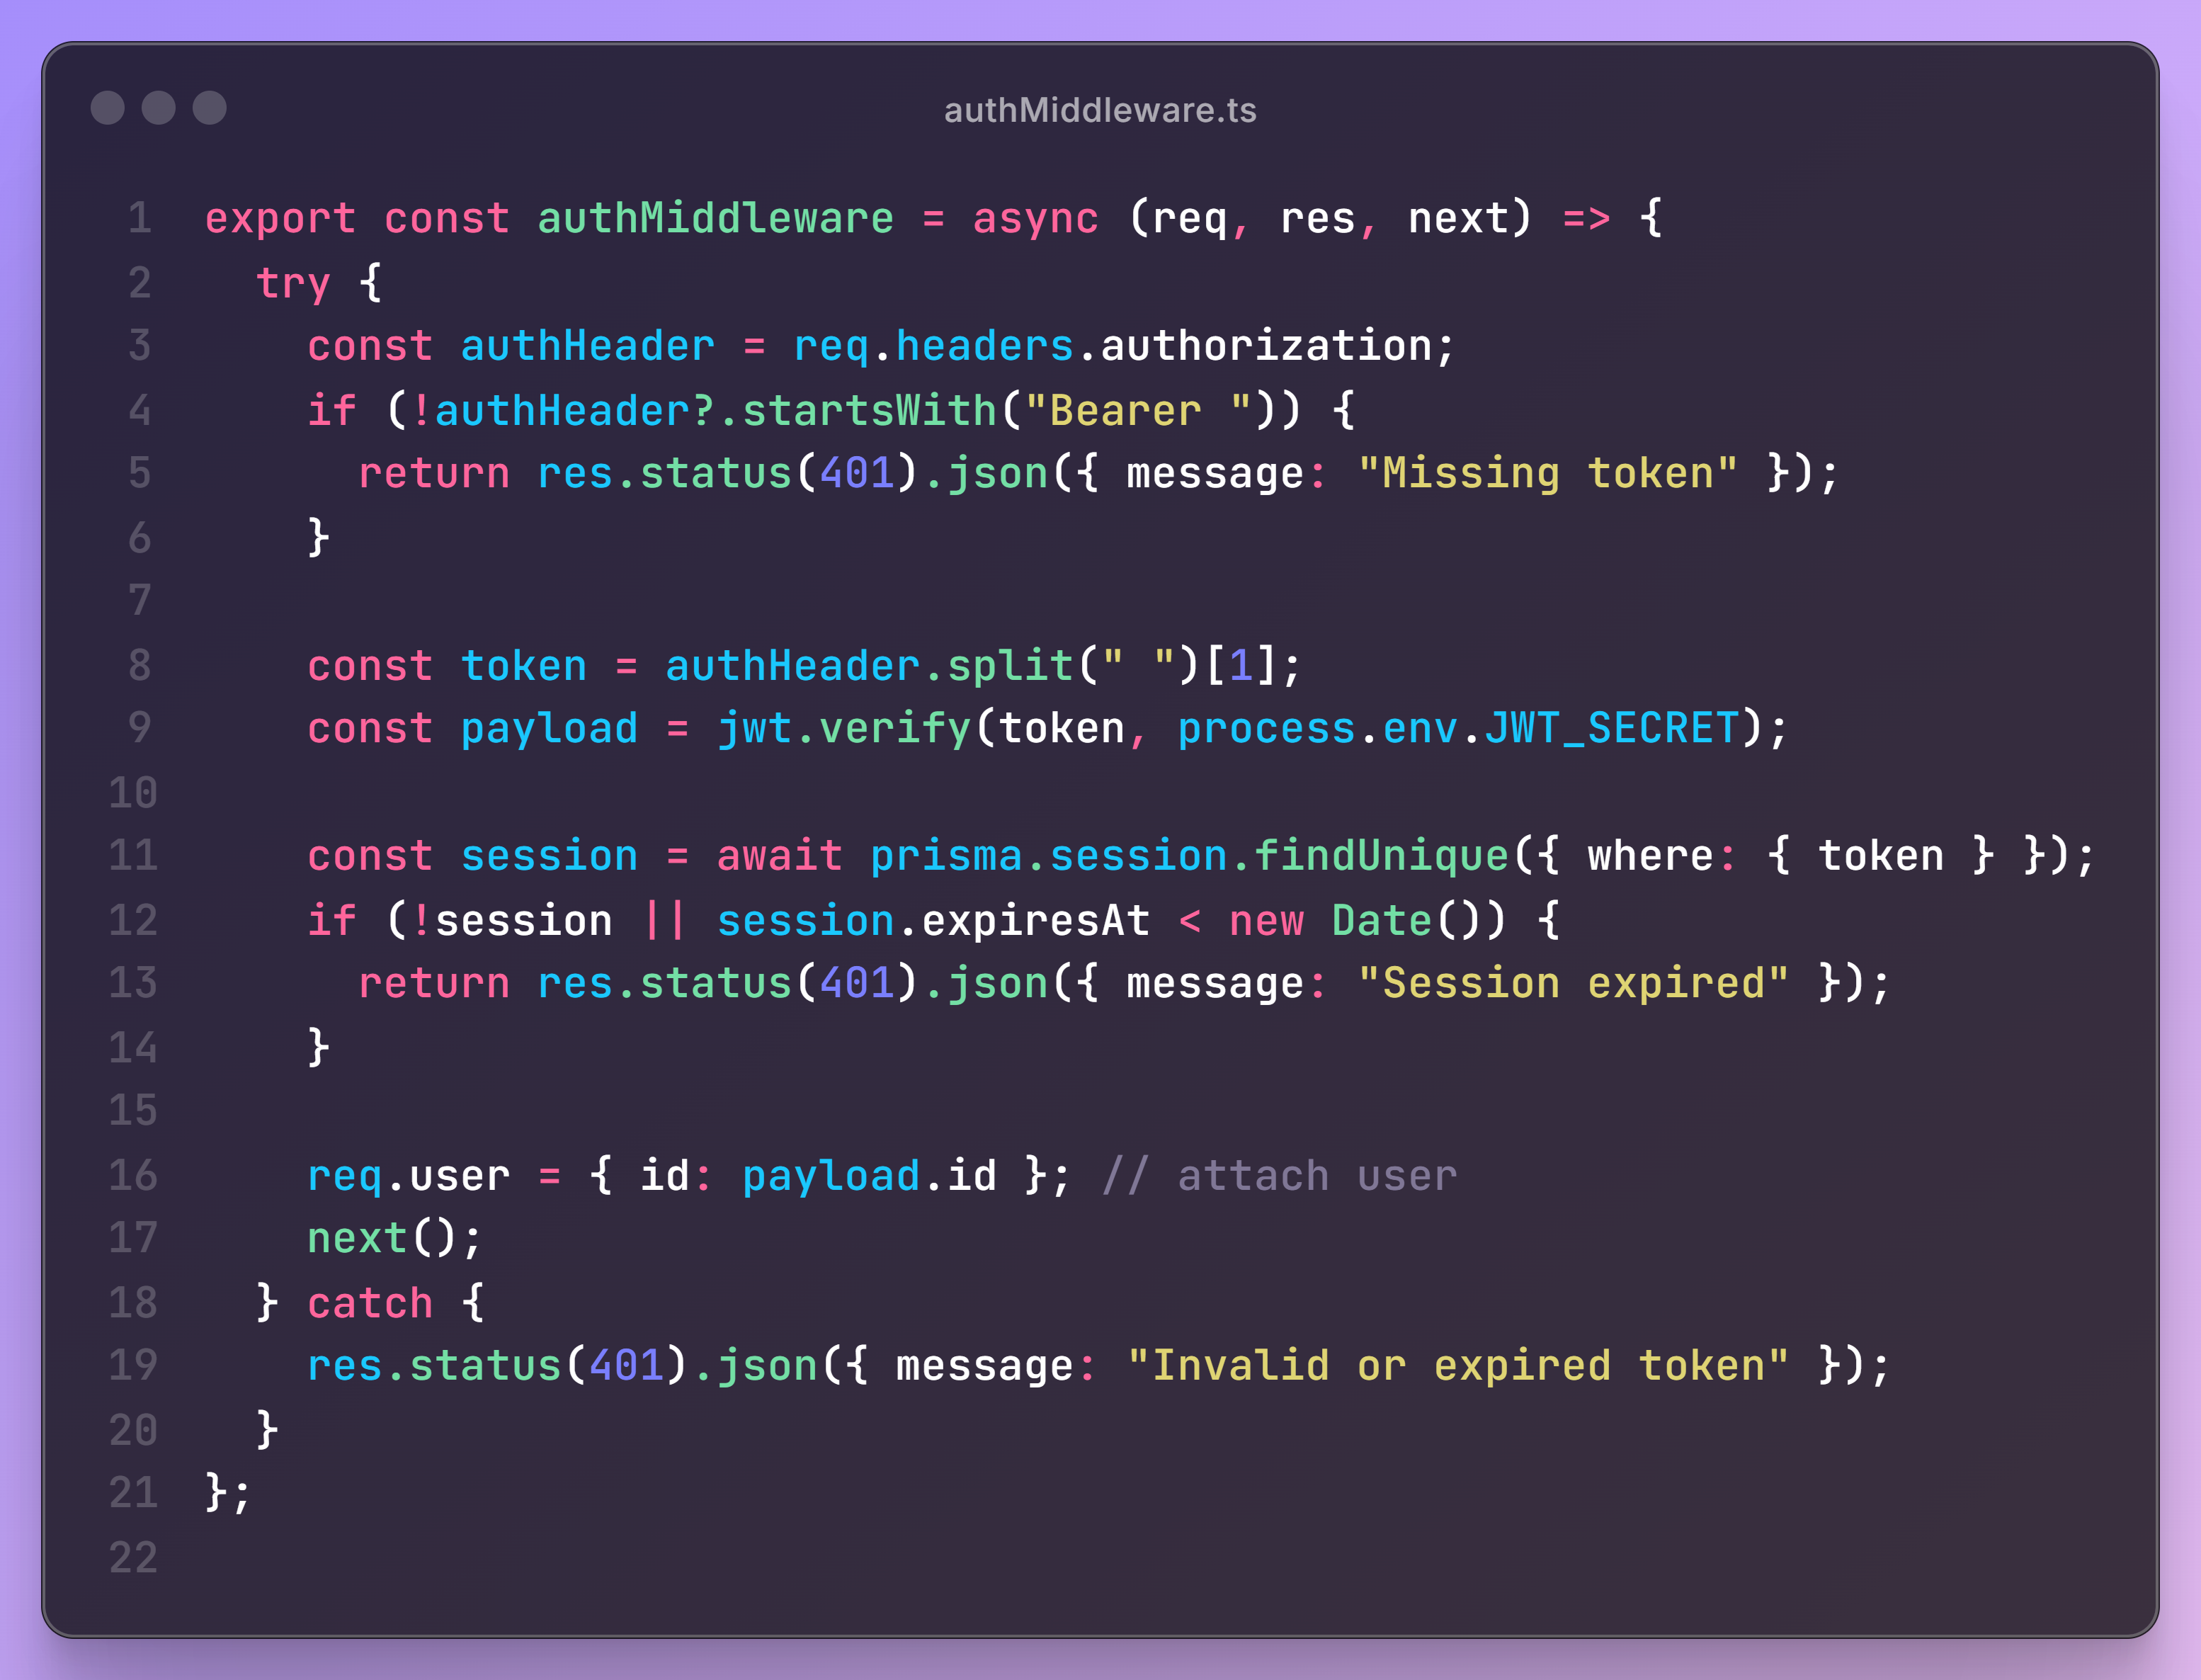 authMiddleware.ts
1 export const authMiddleware = async (req, res, next) => {
2   try {
3     const authHeader = req.headers.authorization;
4     if (!authHeader?.startsWith("Bearer ")) {
5       return res.status(401).json({ message: "Missing token" });
6     }
7
8     const token = authHeader.split(" ")[1];
9     const payload = jwt.verify(token, process.env.JWT_SECRET);
10
11     const session = await prisma.session.findUnique({ where: { token } });
12     if (!session || session.expiresAt < new Date()) {
13       return res.status(401).json({ message: "Session expired" });
14     }
15
16     req.user = { id: payload.id }; // attach user
17     next();
18   } catch {
19     res.status(401).json({ message: "Invalid or expired token" });
20   }
21 };
22